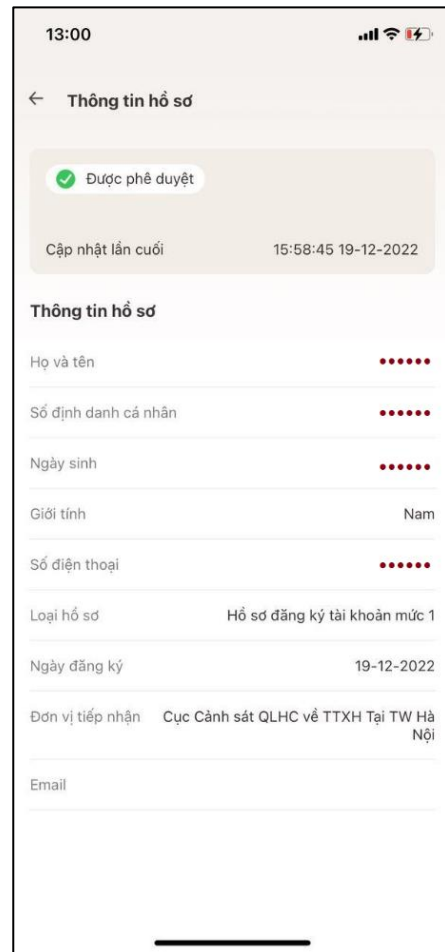 13:00
Thông tin hồ sơ
Được phê duyệt
Cập nhật lần cuối 15:58:45 19-12-2022
Thông tin hồ sơ
Họ và tên ••••••
Số định danh cá nhân ••••••
Ngày sinh ••••••
Giới tính Nam
Số điện thoại ••••••
Loại hồ sơ Hồ sơ đăng ký tài khoản mức 1
Ngày đăng ký 19-12-2022
Đơn vị tiếp nhận Cục Cảnh sát QLHC về TTXH Tại TW Hà
Nội
Email